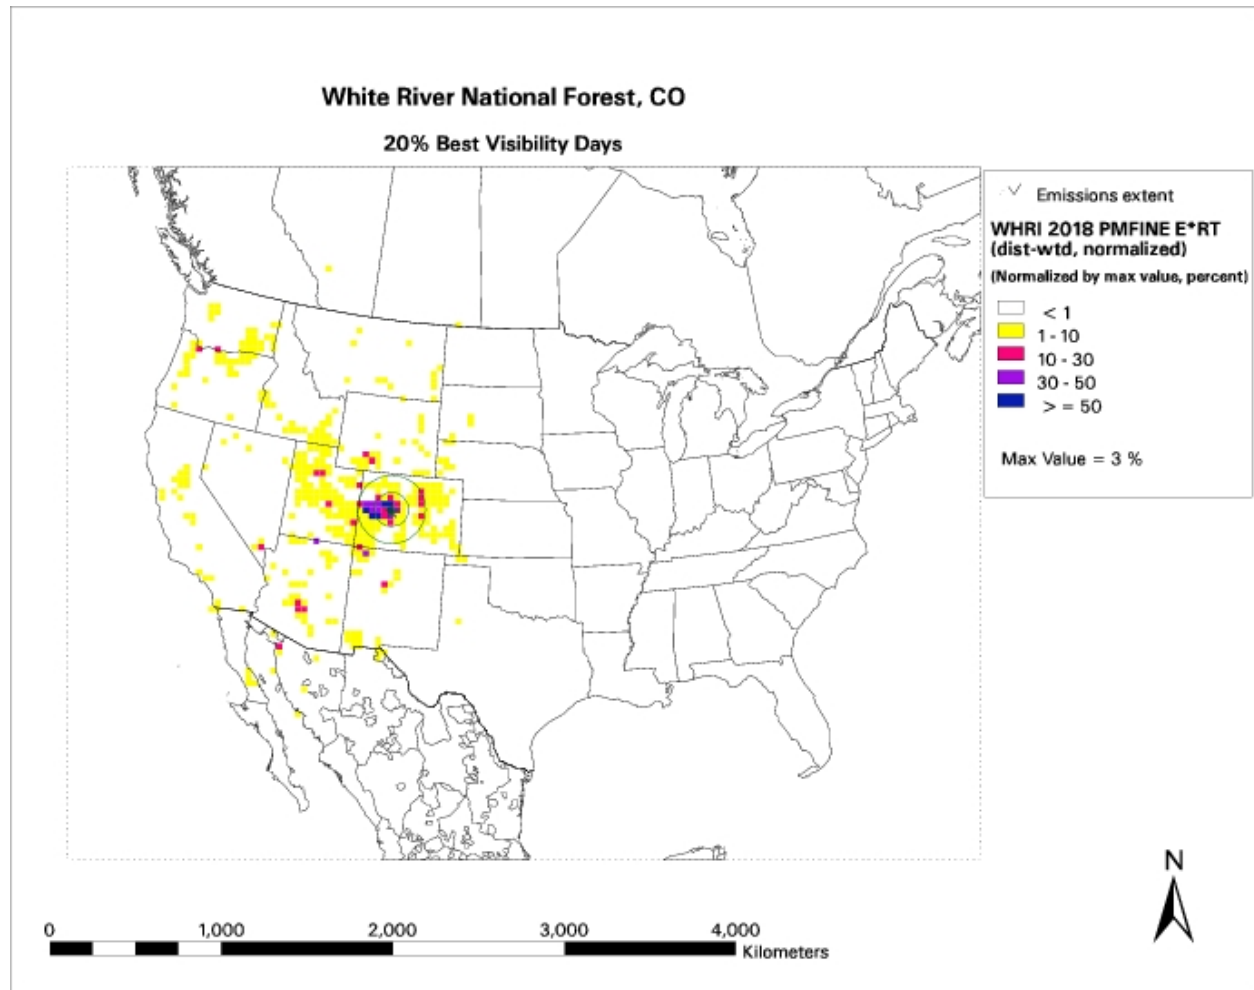 White River National Forest, CO
20% Best Visibility Days
Emissions extent
WHRI 2018 PMFINE E*RT
(dist-wtd, normalized)
(Normalized by max value, percent)
< 1
1 - 10
10 - 30
30 - 50
> = 50
Max Value = 3 %
N
0 1,000 2,000 3,000 4,000
Kilometers